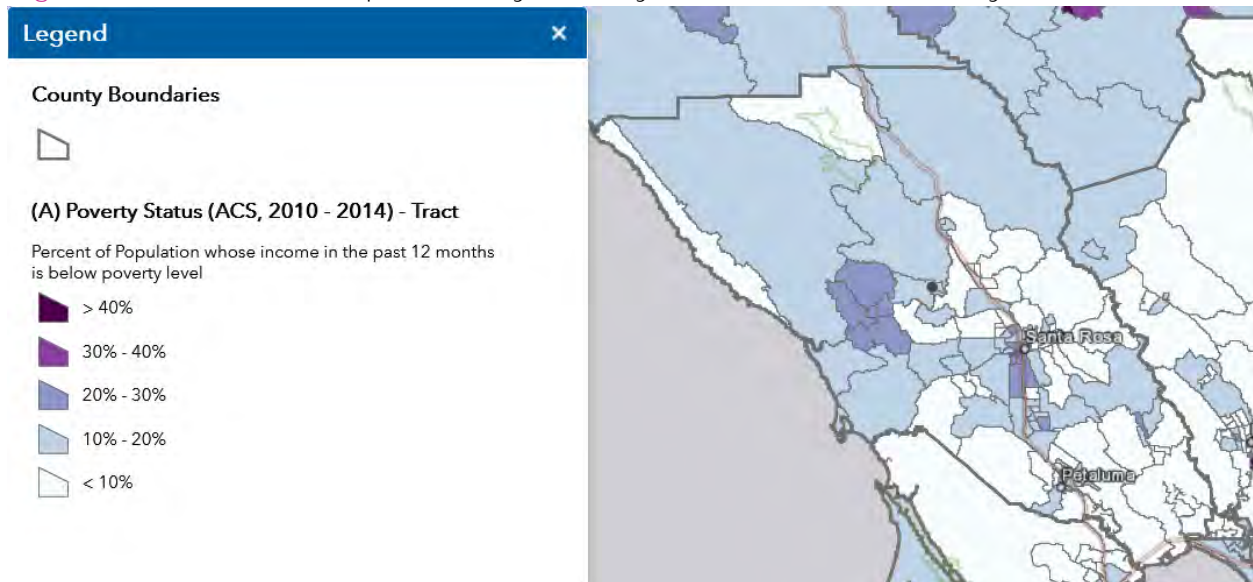 Legend ×
County Boundaries
(A) Poverty Status (ACS, 2010 - 2014) - Tract
Percent of Population whose income in the past 12 months
is below poverty level
> 40%
30% - 40%
20% - 30%
10% - 20%
< 10%
Santa Rosa
Petaluma